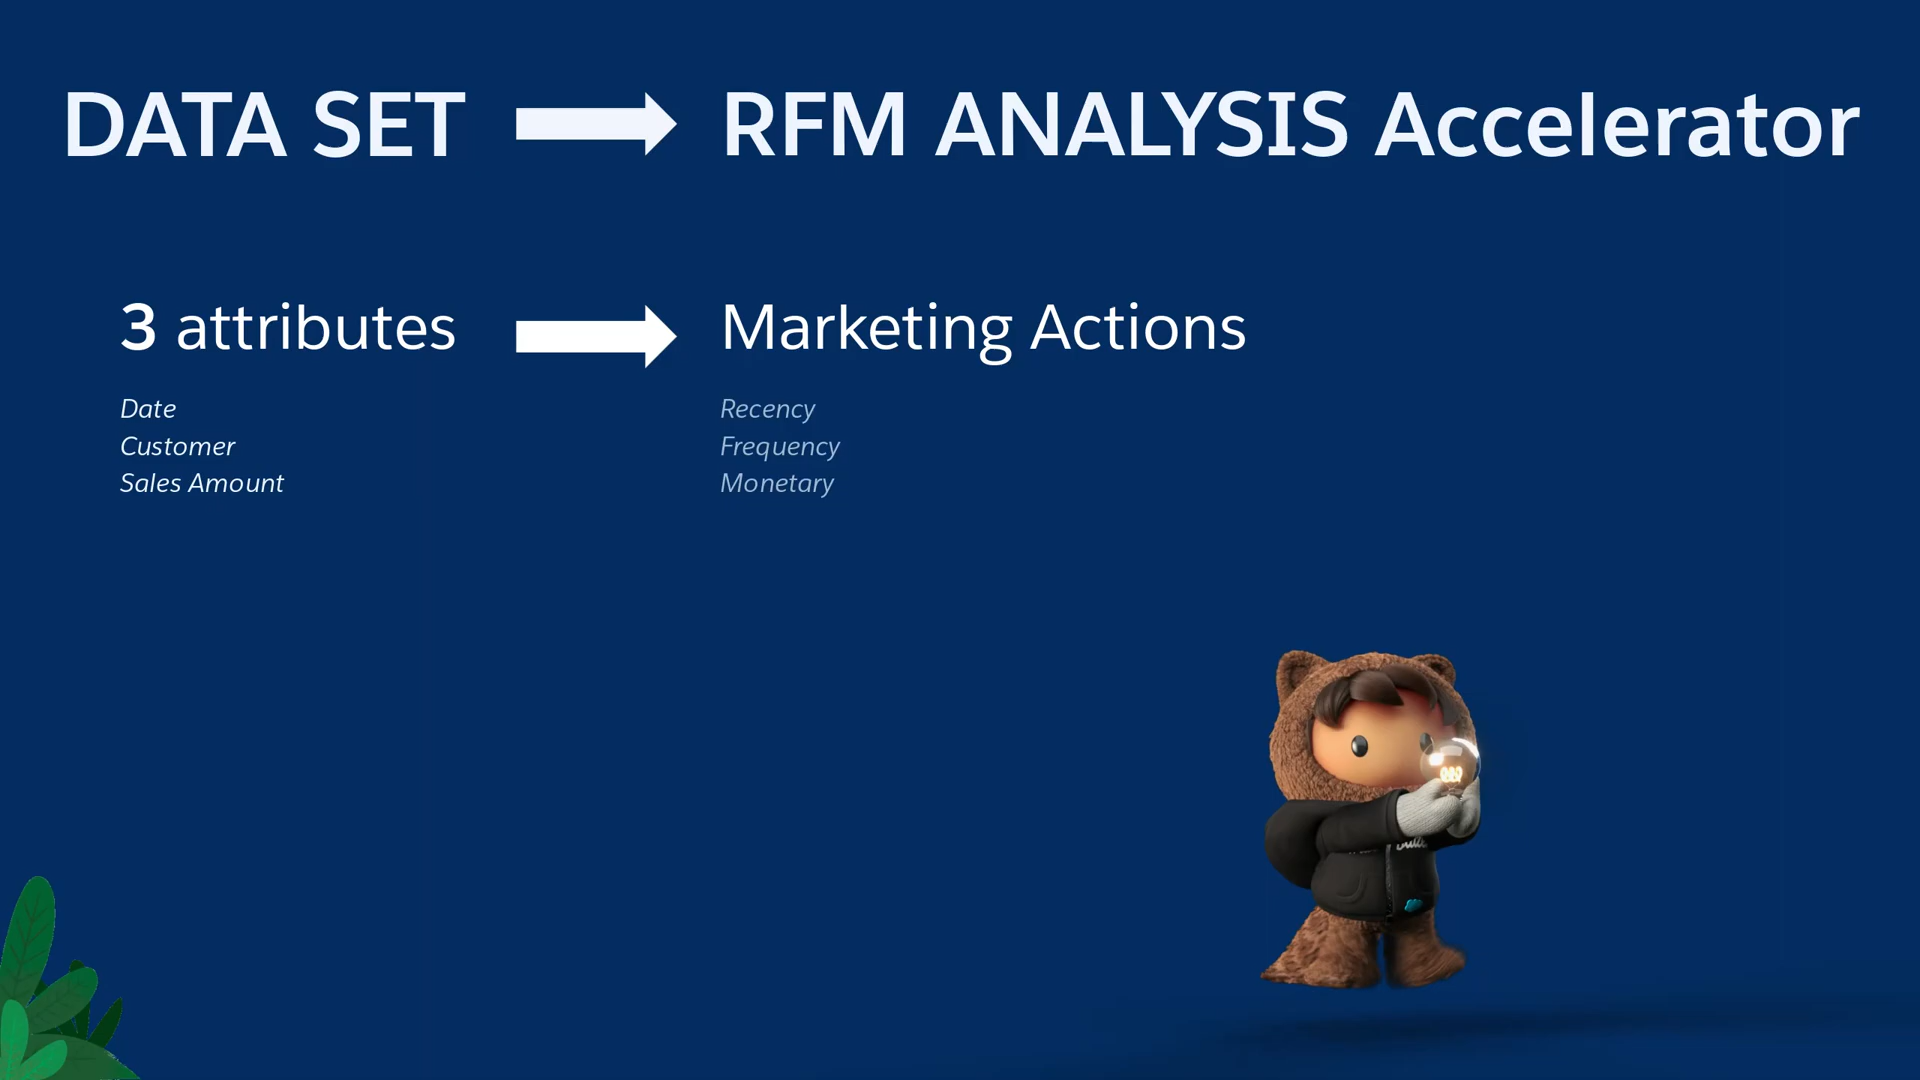 DATA SET RFM ANALYSIS Accelerator
3 attributes Marketing Actions
Date
Customer
Sales Amount
Recency
Frequency
Monetary